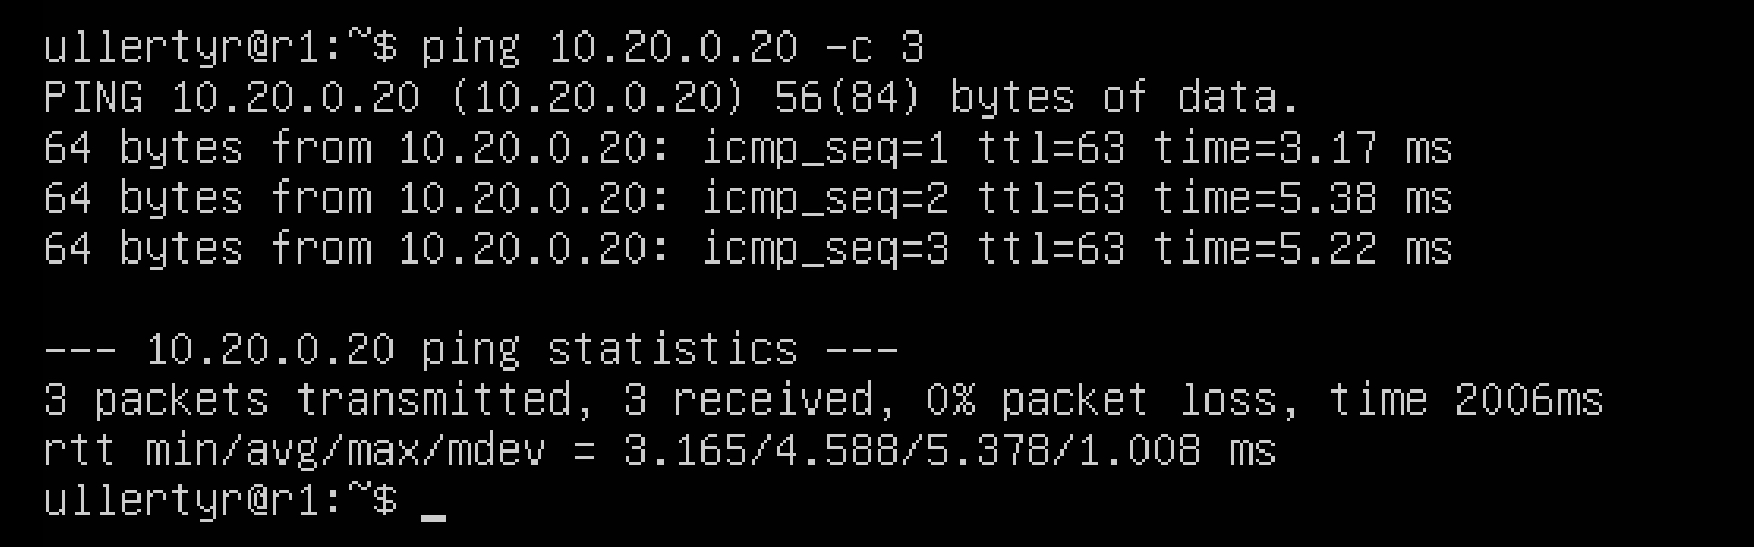 ullertyr@r1:~$ ping 10.20.0.20 -c 3
PING 10.20.0.20 (10.20.0.20) 56(84) bytes of data.
64 bytes from 10.20.0.20: icmp_seq=1 ttl=63 time=3.17 ms
64 bytes from 10.20.0.20: icmp_seq=2 ttl=63 time=5.38 ms
64 bytes from 10.20.0.20: icmp_seq=3 ttl=63 time=5.22 ms
--- 10.20.0.20 ping statistics ---
3 packets transmitted, 3 received, 0% packet loss, time 2006ms
rtt min/avg/max/mdev = 3.165/4.588/5.378/1.008 ms
ullertyr@r1:~$ _